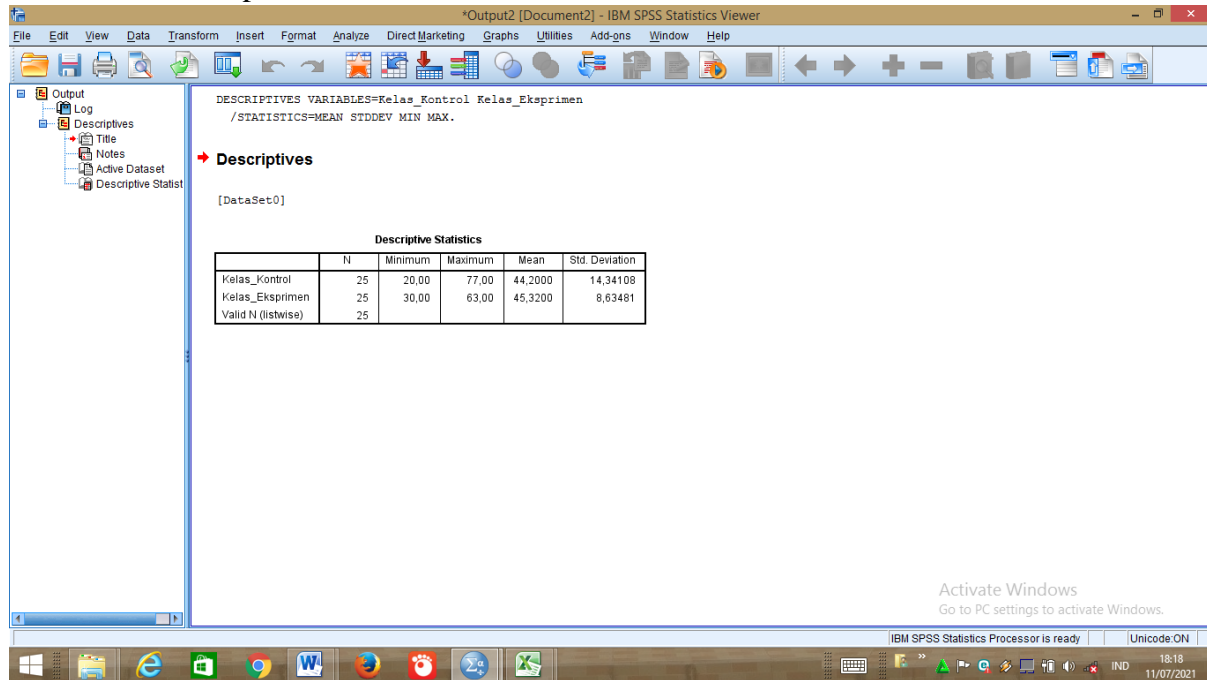 *Output2 [Document2] - IBM SPSS Statistics Viewer
File Edit View Data Transform Insert Format Analyze Direct Marketing Graphs Utilities Add-ons Window Help
Output
Log
Descriptives
Title
Notes
Active Dataset
Descriptive Statist
DESCRIPTIVES VARIABLES=Kelas_Kontrol Kelas_Eksprimen
/STATISTICS=MEAN STDDEV MIN MAX.
Descriptives
[DataSet0]
Descriptive Statistics
N Minimum Maximum Mean Std. Deviation
Kelas_Kontrol 25 20,00 77,00 44,2000 14,34108
Kelas_Eksprimen 25 30,00 63,00 45,3200 8,63481
Valid N (listwise) 25
Activate Windows
Go to PC settings to activate Windows.
IBM SPSS Statistics Processor is ready Unicode:ON
IND 18:18
11/07/2021